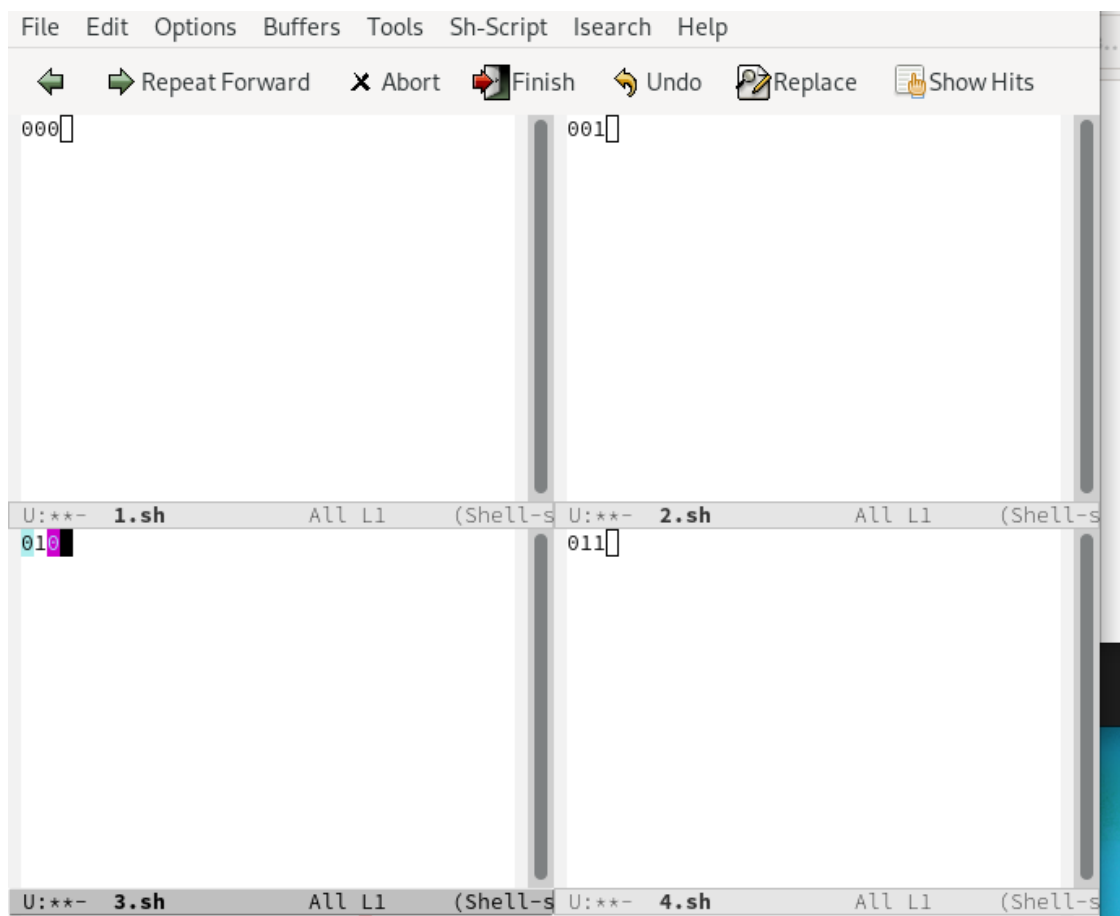 File Edit Options Buffers Tools Sh-Script Isearch Help
Repeat Forward Abort Finish Undo Replace Show Hits
000
001
U:**- 1.sh All L1 (Shell-s
U:**- 2.sh All L1 (Shell-s
010
011
U:**- 3.sh All L1 (Shell-s
U:**- 4.sh All L1 (Shell-s